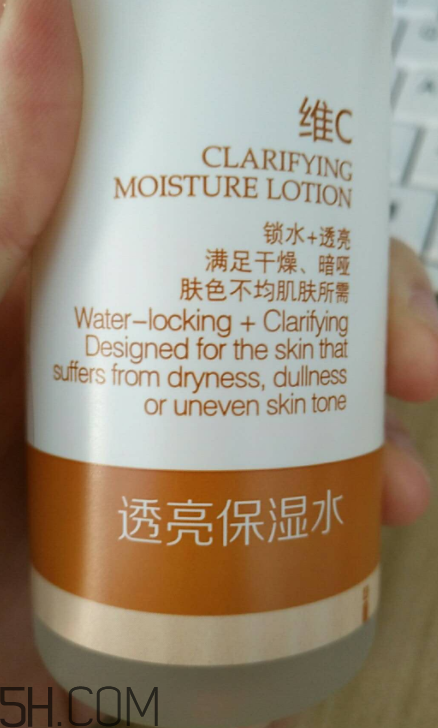 维C
CLARIFYING
MOISTURE LOTION
锁水+透亮
满足干燥、暗哑
肤色不均肌肤所需
Water-locking + Clarifying
Designed for the skin that
suffers from dryness, dullness
or uneven skin tone
透亮保湿水
5H.COM